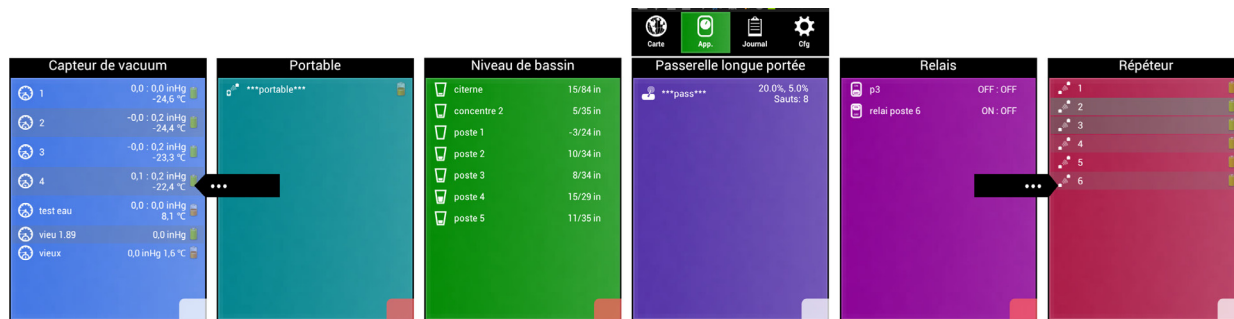 Carte App. Journal Cfg
Capteur de vacuum
1 0,0 : 0,0 inHg
-24,6 °C
2 -0,0 : 0,2 inHg
-24,4 °C
3 -0,0 : 0,2 inHg
-23,3 °C
4 0,1 : 0,2 inHg
-22,4 °C
test eau 0,0 : 0,0 inHg
8,1 °C
vieu 1.89 0,0 inHg
vieux 0,0 inHg 1,6 °C
Portable
***portable***
Niveau de bassin
citerne 15/84 in
concentre 2 5/35 in
poste 1 -3/24 in
poste 2 10/34 in
poste 3 8/34 in
poste 4 15/29 in
poste 5 11/35 in
Passerelle longue portée
***pass*** 20.0%, 5.0%
Sauts: 8
Relais
p3 OFF : OFF
relai poste 6 ON : OFF
Répéteur
1
2
3
4
5
6